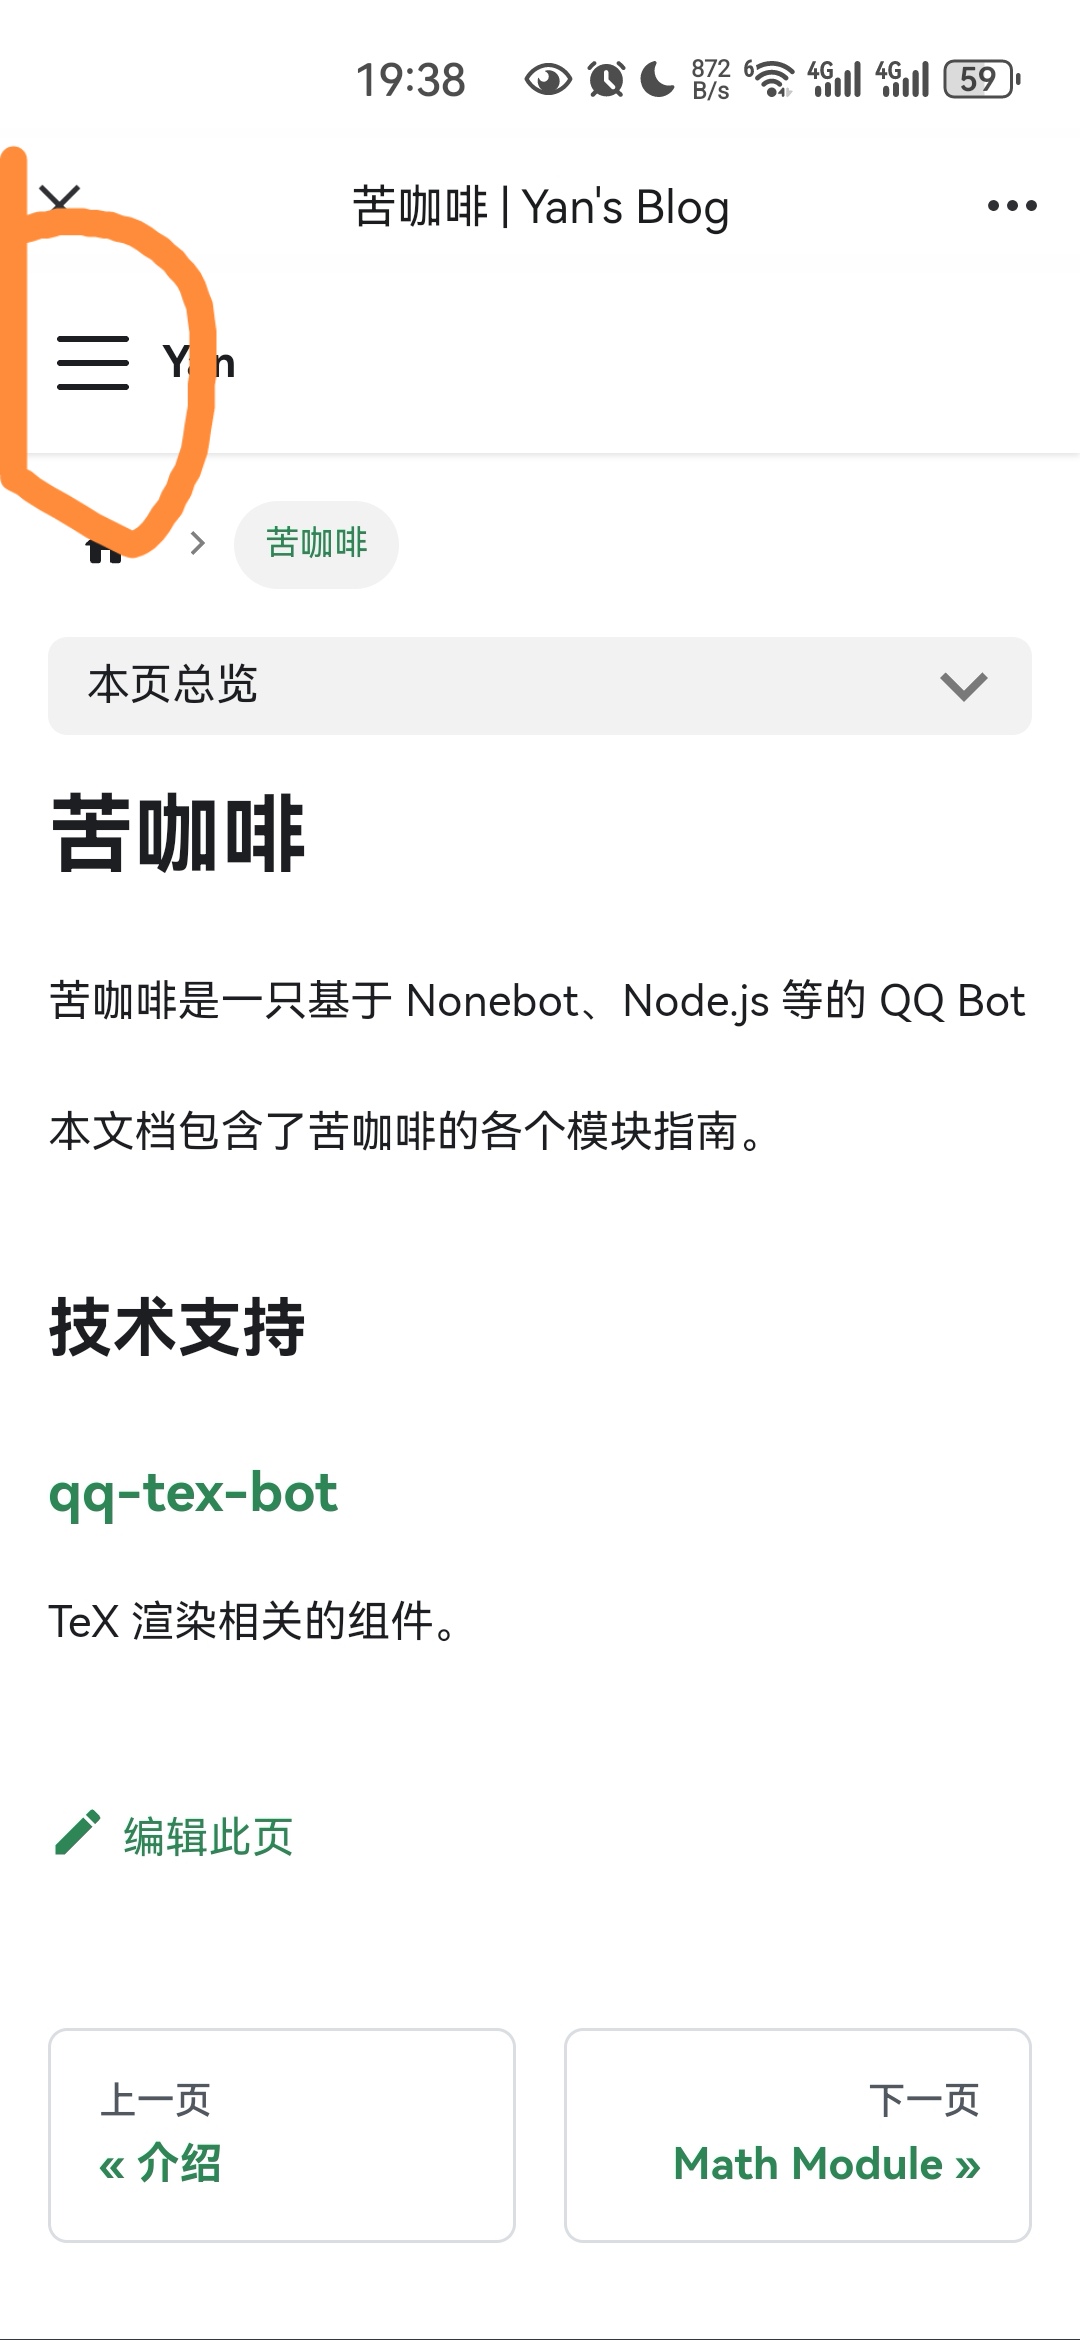 19:38 872 B/s 6 4G 4G 59
苦咖啡 | Yan's Blog
Yan
苦咖啡
本页总览
苦咖啡
苦咖啡是一只基于 Nonebot、Node.js 等的 QQ Bot
本文档包含了苦咖啡的各个模块指南。
技术支持
qq-tex-bot
TeX 渲染相关的组件。
编辑此页
上一页
« 介绍
下一页
Math Module »